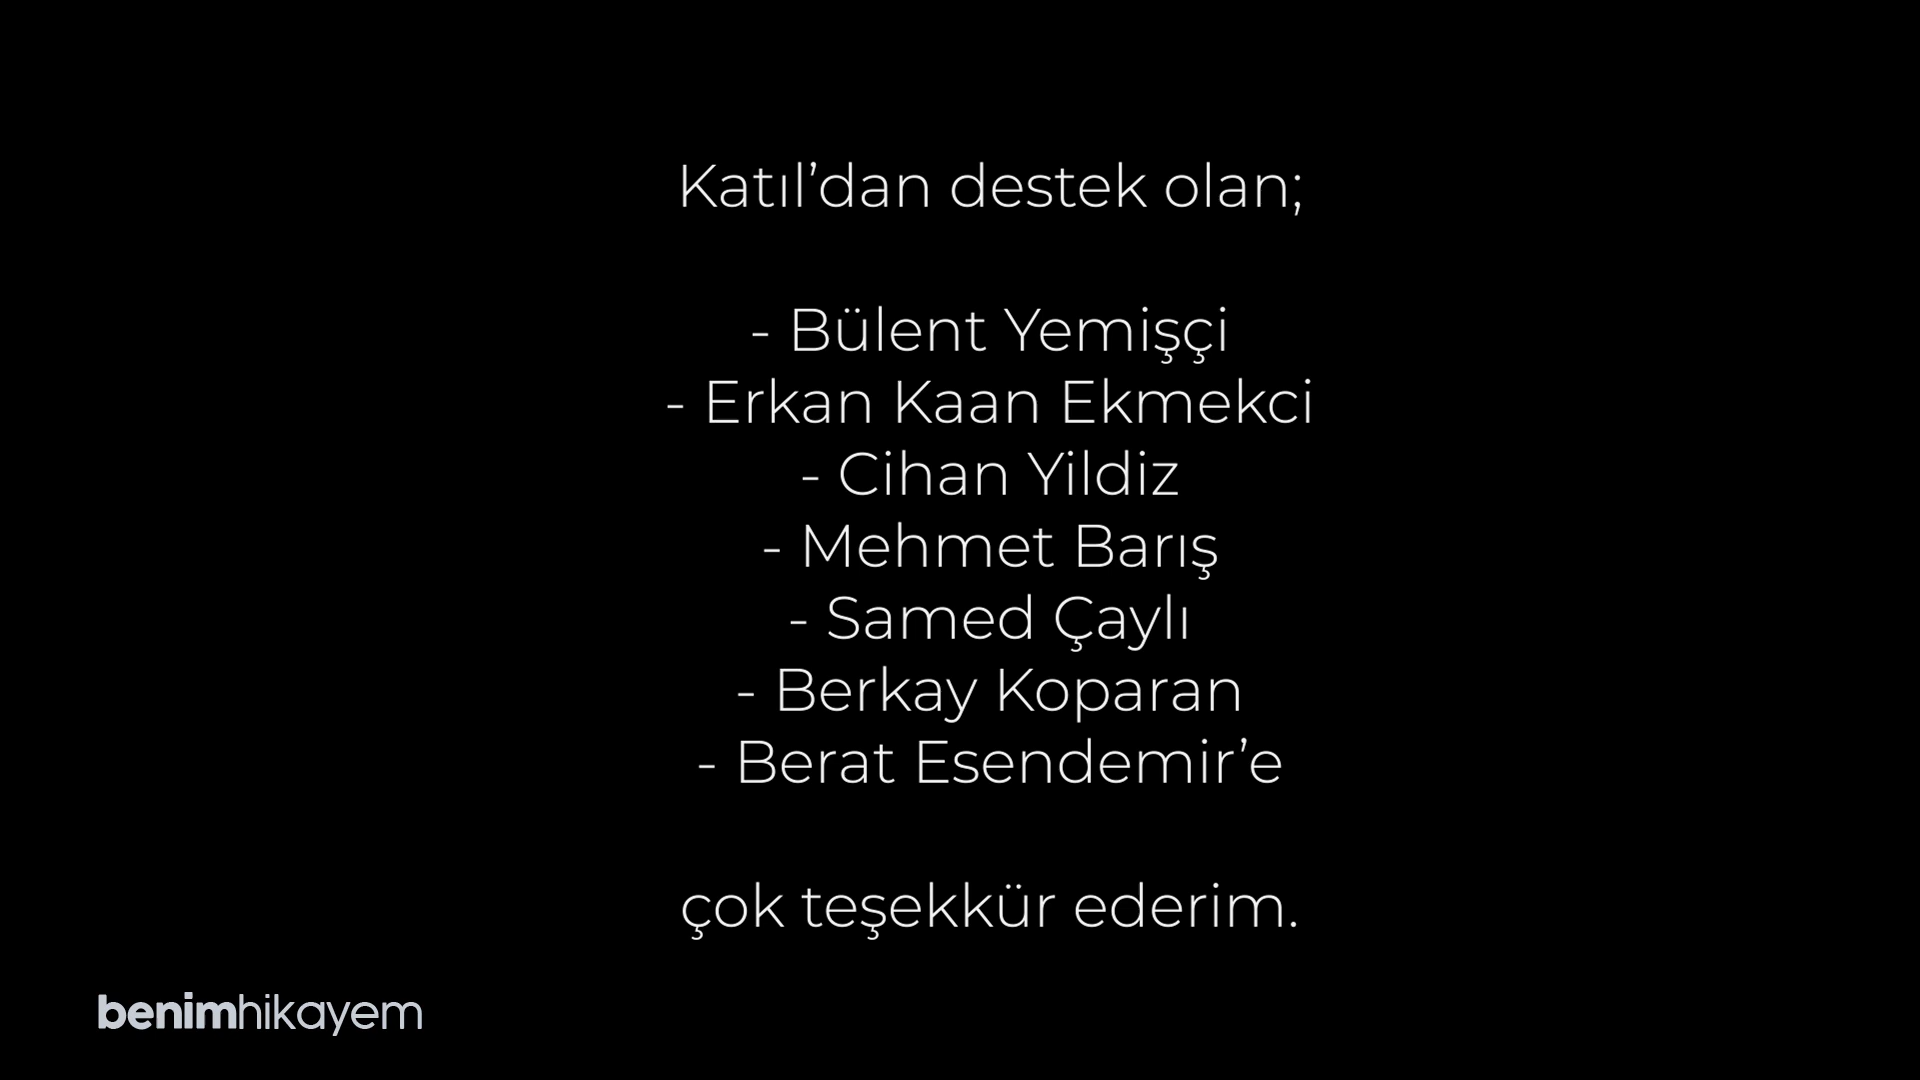 Katıl’dan destek olan;
- Bülent Yemişçi
- Erkan Kaan Ekmekci
- Cihan Yildiz
- Mehmet Barış
- Samed Çaylı
- Berkay Koparan
- Berat Esendemir’e
çok teşekkür ederim.
benimhikayem